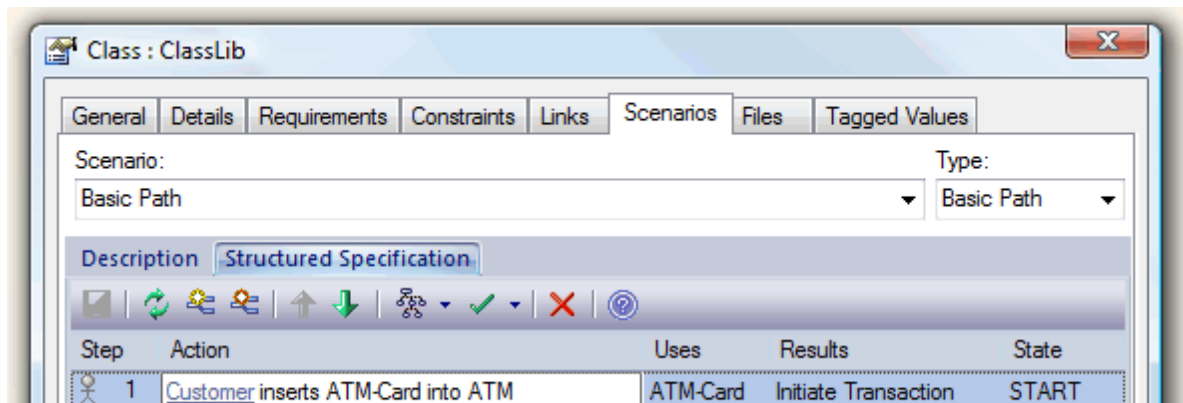 Class : ClassLib
General Details Requirements Constraints Links Scenarios Files Tagged Values
Scenario: Type:
Basic Path Basic Path
Description Structured Specification
Step Action Uses Results State
1 Customer inserts ATM-Card into ATM ATM-Card Initiate Transaction START